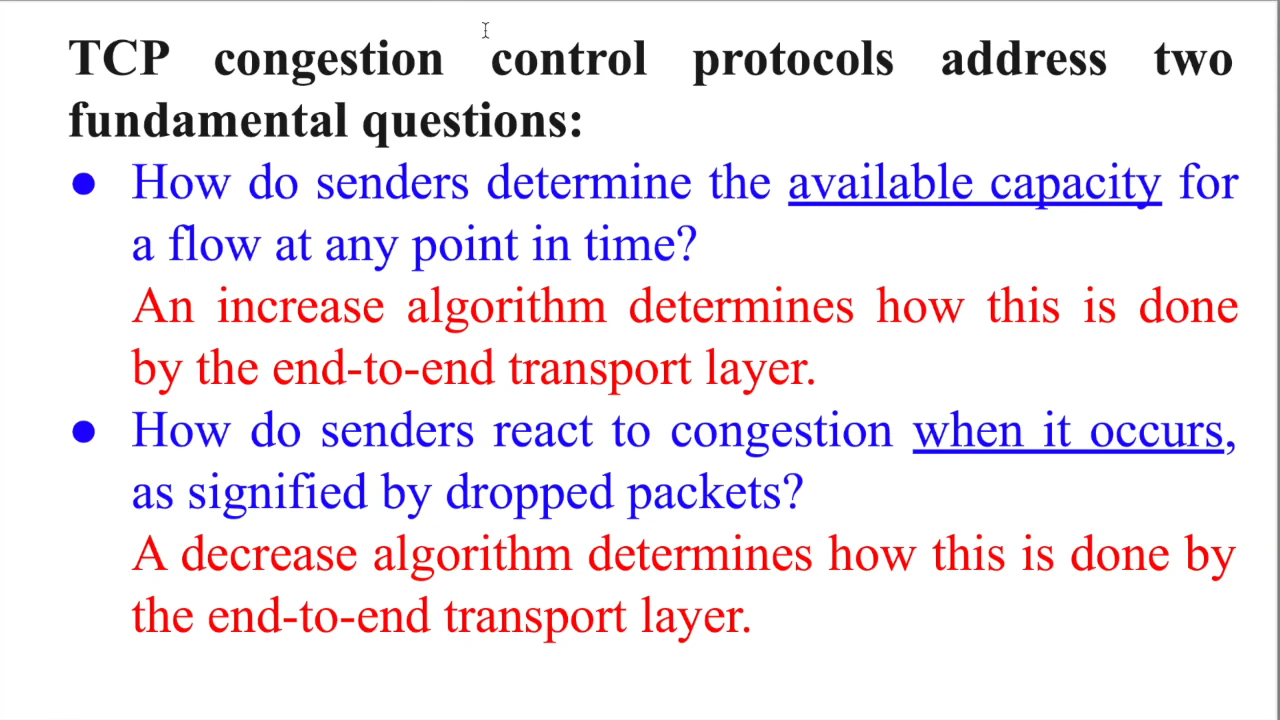 TCP congestion control protocols address two
fundamental questions:
● How do senders determine the available capacity for
a flow at any point in time?
An increase algorithm determines how this is done
by the end-to-end transport layer.
● How do senders react to congestion when it occurs,
as signified by dropped packets?
A decrease algorithm determines how this is done by
the end-to-end transport layer.